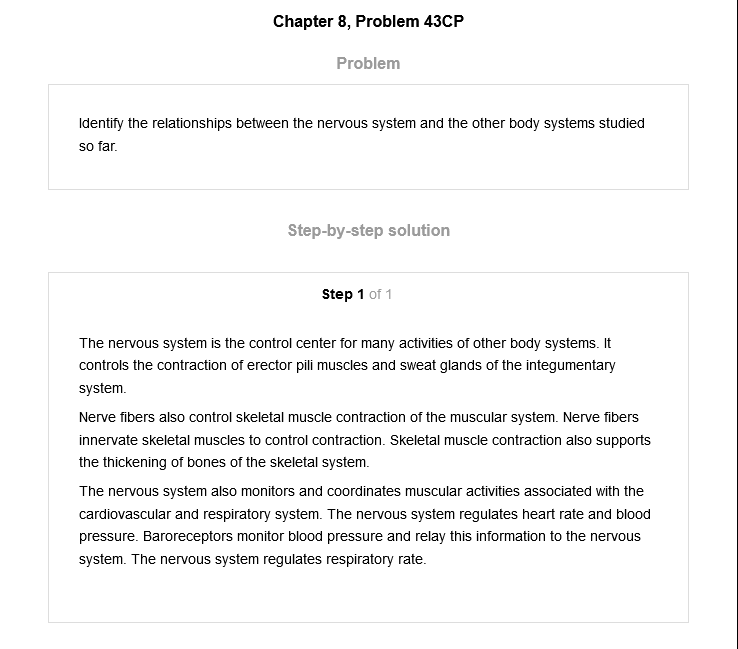 Chapter 8, Problem 43CP
Problem
Identify the relationships between the nervous system and the other body systems studied
so far.
Step-by-step solution
Step 1 of 1
The nervous system is the control center for many activities of other body systems. It
controls the contraction of erector pili muscles and sweat glands of the integumentary
system.
Nerve fibers also control skeletal muscle contraction of the muscular system. Nerve fibers
innervate skeletal muscles to control contraction. Skeletal muscle contraction also supports
the thickening of bones of the skeletal system.
The nervous system also monitors and coordinates muscular activities associated with the
cardiovascular and respiratory system. The nervous system regulates heart rate and blood
pressure. Baroreceptors monitor blood pressure and relay this information to the nervous
system. The nervous system regulates respiratory rate.